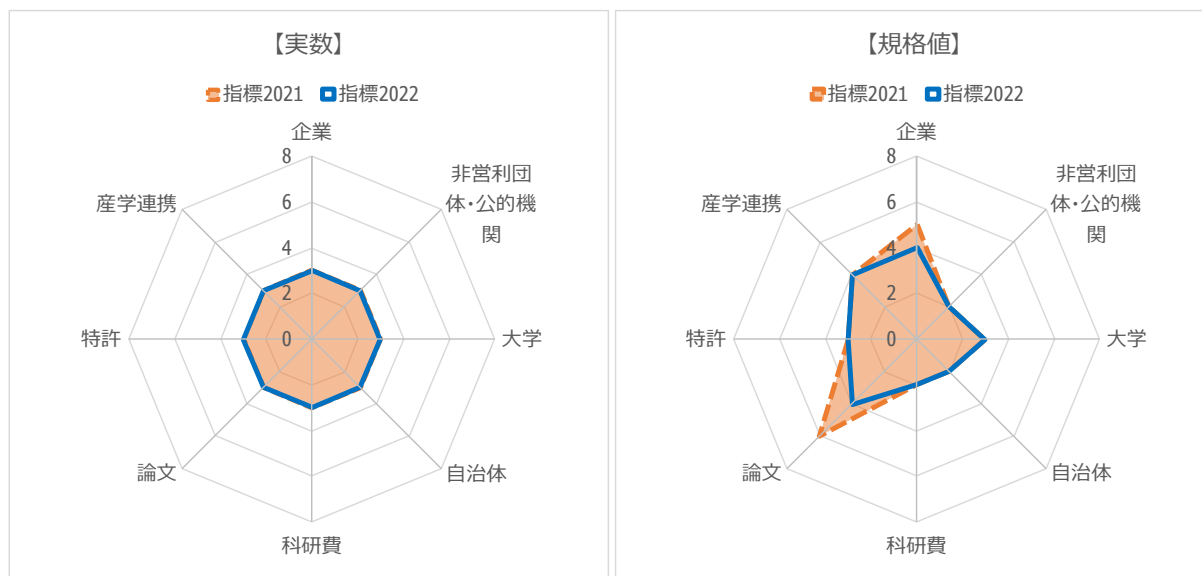 【実数】
指標2021 指標2022
企業
8
非営利団
体・公的機
関
6
産学連携
4
2
特許
0
大学
論文
自治体
科研費
【規格値】
指標2021 指標2022
企業
8
非営利団
体・公的機
関
6
産学連携
4
2
特許
0
大学
論文
自治体
科研費